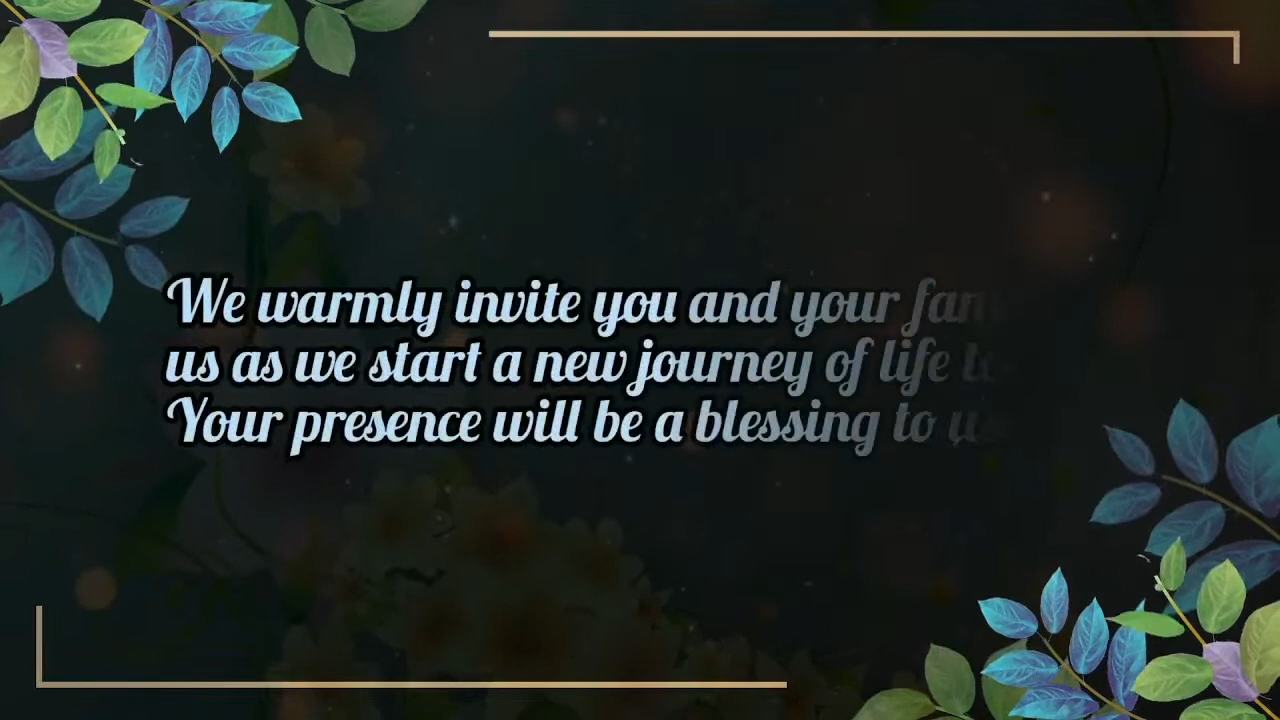 We warmly invite you and your
us as we start a new journey of life
Your presence will be a blessing to us